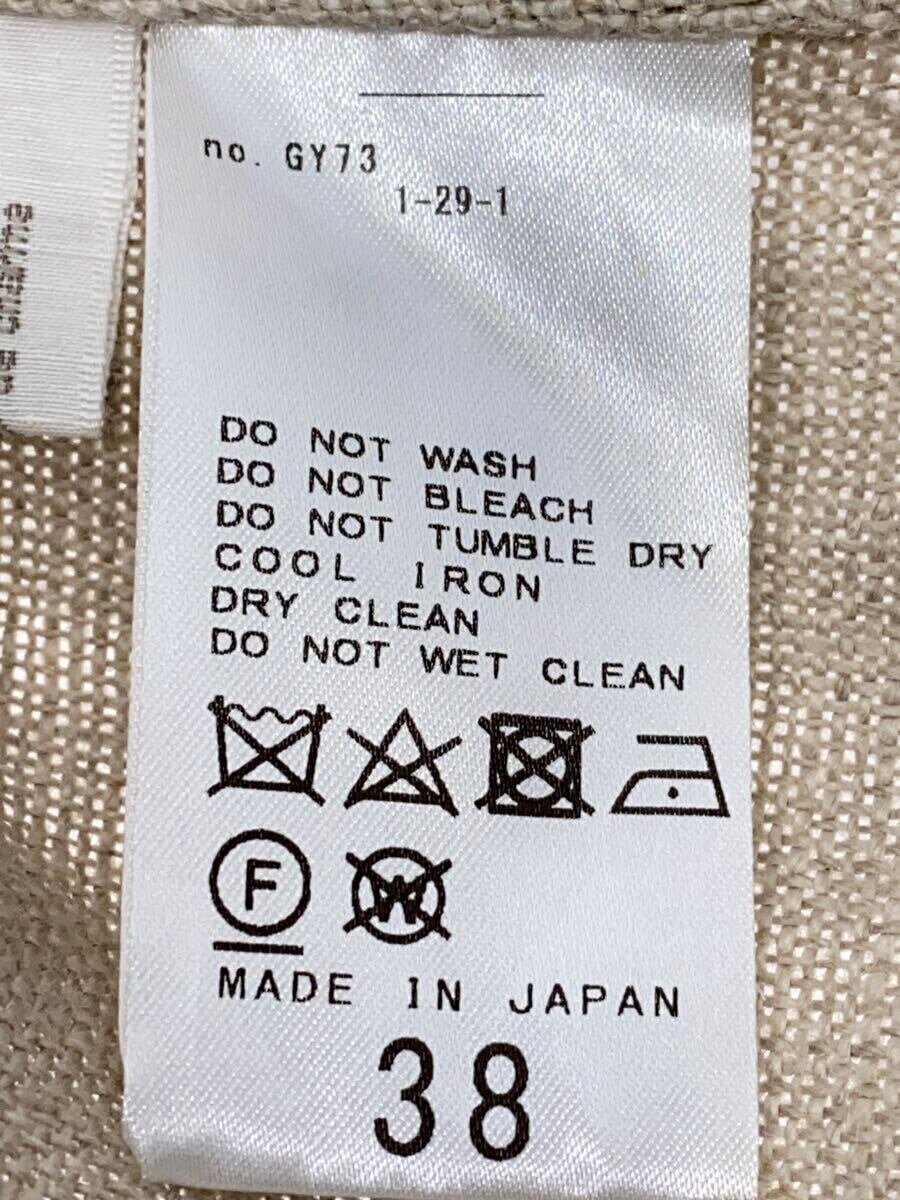 no. GY73
1-29-1
DO NOT WASH
DO NOT BLEACH
DO NOT TUMBLE DRY
COOL IRON
DRY CLEAN
DO NOT WET CLEAN
F
W
MADE IN JAPAN
38